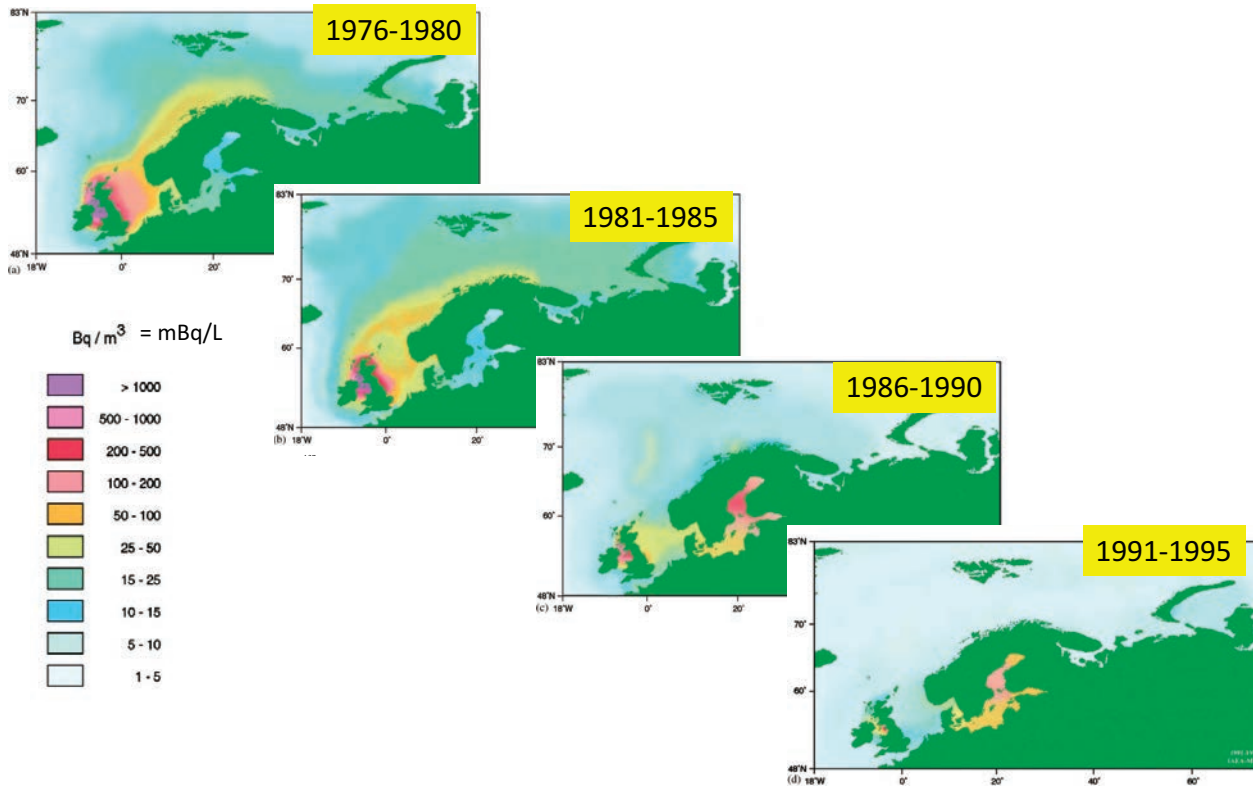 83˚N
1976-1980
70˚
60˚
48˚N
(a) 18˚W 0˚ 20˚
83˚N
1981-1985
70˚
60˚
48˚N
(b) 18˚W 0˚ 20˚
83˚N
1986-1990
70˚
60˚
48˚N
(c) 18˚W 0˚ 20˚
83˚N
1991-1995
70˚
60˚
48˚N
(d) 18˚W 0˚ 20˚ 40˚ 60˚
Bq / m³ = mBq/L
> 1000
500 - 1000
200 - 500
100 - 200
50 - 100
25 - 50
15 - 25
10 - 15
5 - 10
1 - 5